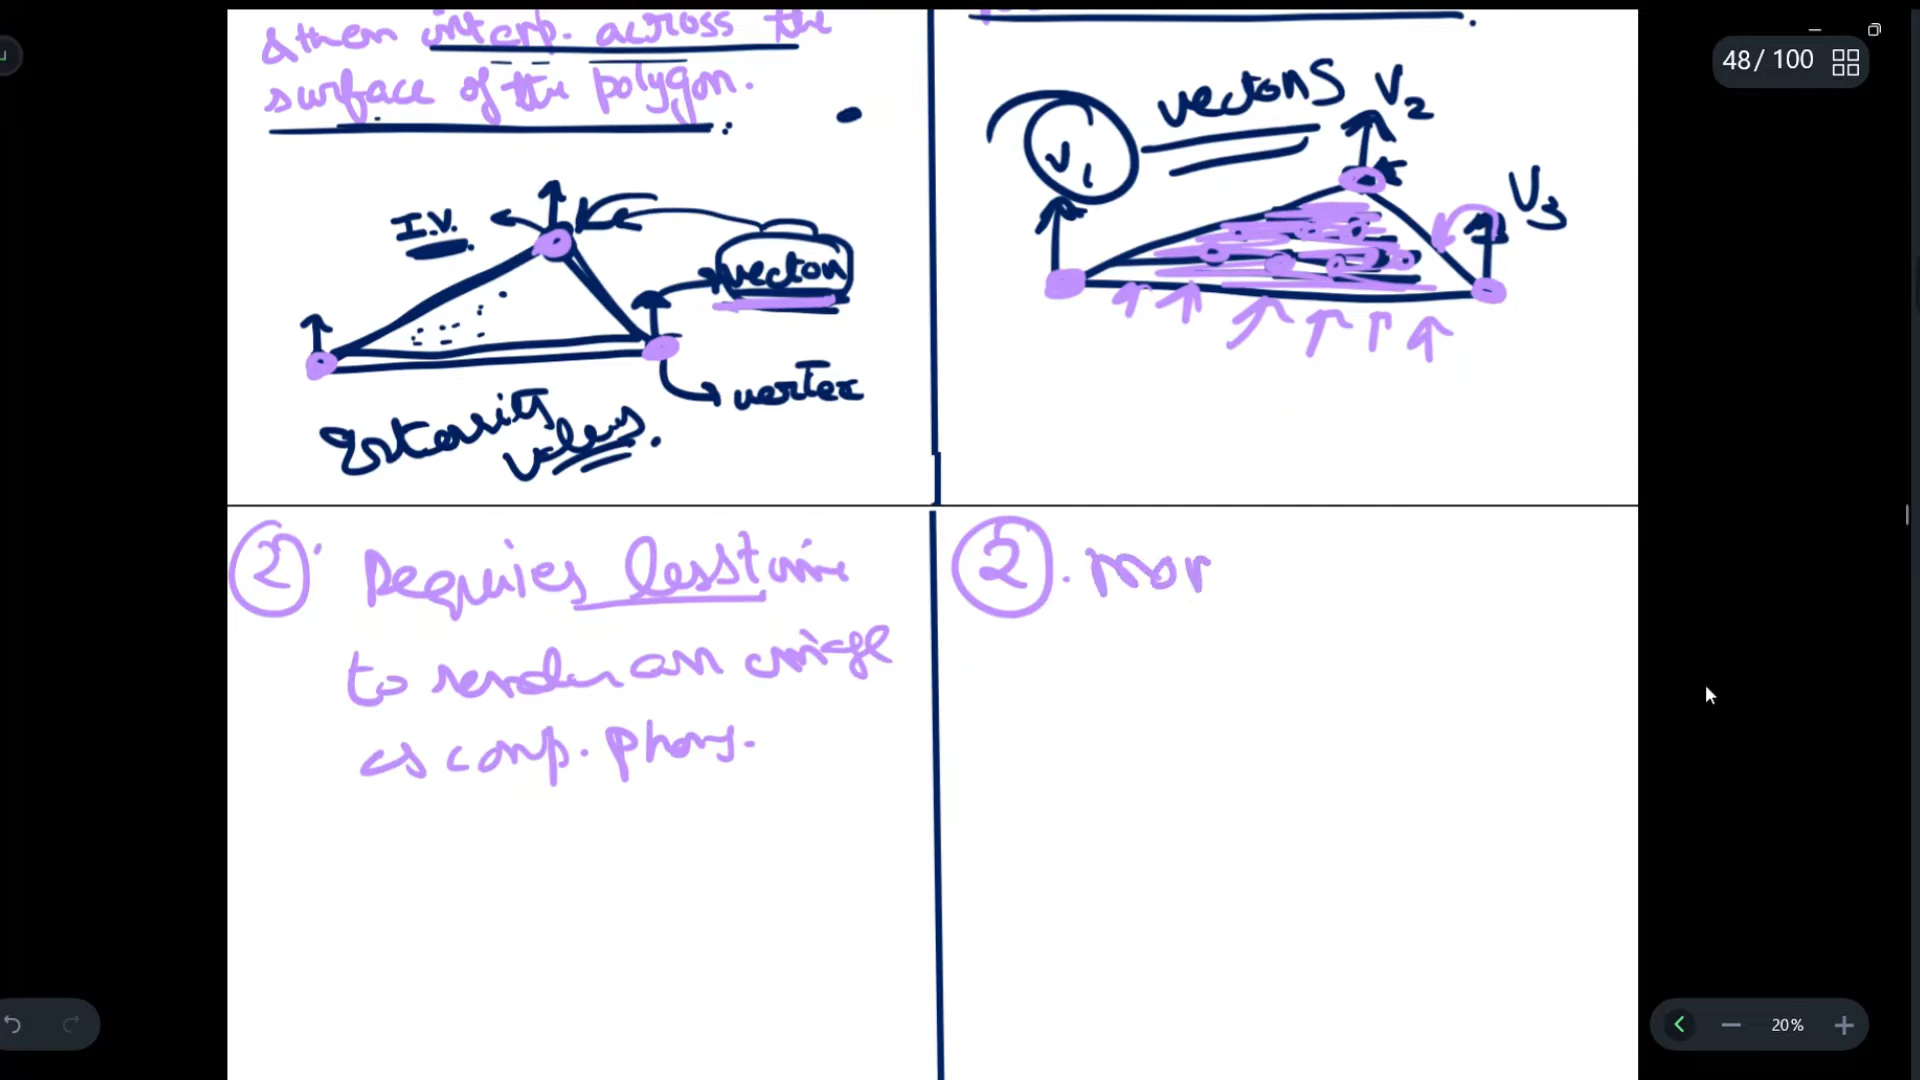 &then interp. across the
surface of the polygon.
I.V.
vector
vertex
values.
vectors
V1
V2
V3
2. Requires less time
to render an image
as comp. phong.
2. mor
48/ 100
20%